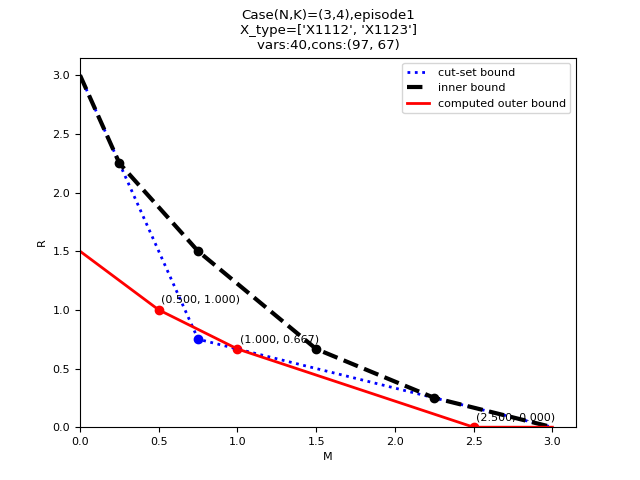 Case(N,K)=(3,4),episode1
X_type=['X1112', 'X1123']
vars:40,cons:(97, 67)
cut-set bound
inner bound
computed outer bound
R
3.0
2.5
2.0
1.5
1.0
0.5
0.0
(0.500, 1.000)
(1.000, 0.667)
(2.500, 0.000)
0.0 0.5 1.0 1.5 2.0 2.5 3.0
M